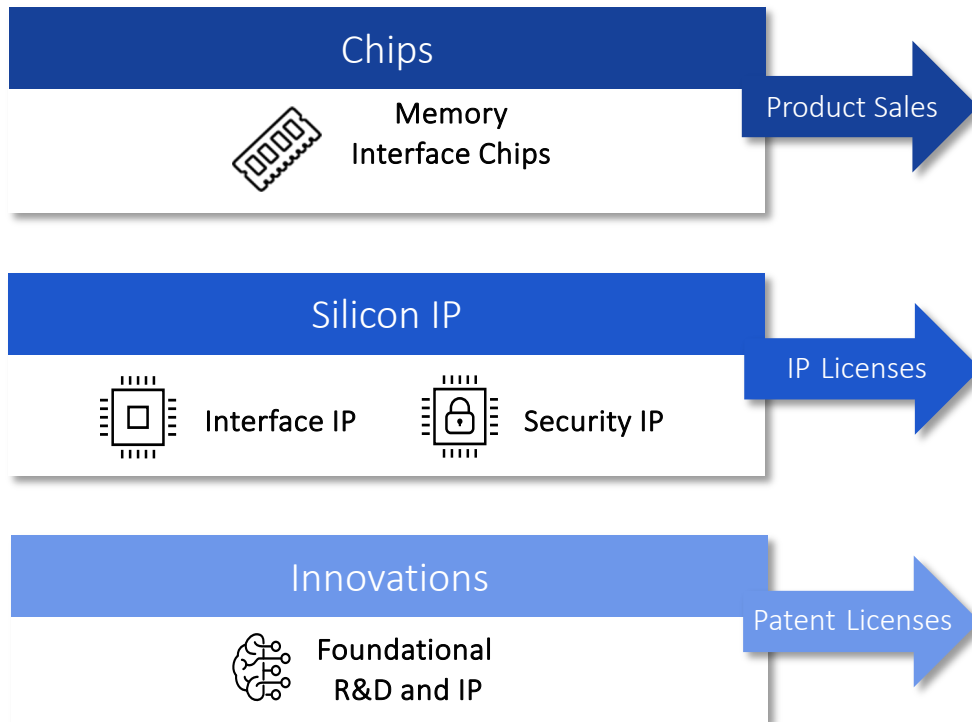 Chips
Memory
Interface Chips
Product Sales
Silicon IP
Interface IP
Security IP
IP Licenses
Innovations
Foundational
R&D and IP
Patent Licenses